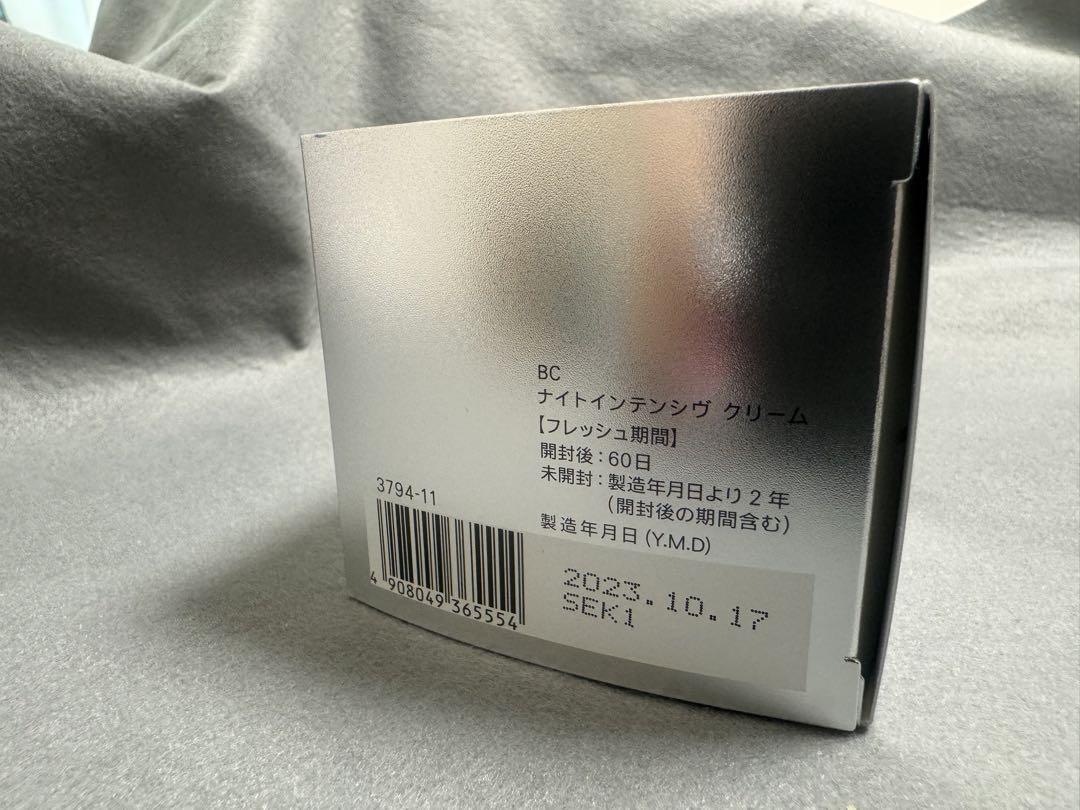 BC
ナイトインテンシヴ クリーム
【フレッシュ期間】
開封後：60日
未開封：製造年月日より2年
（開封後の期間含む）
製造年月日(Y.M.D)
2023.10.17
SEK1
3794-11
4 908049 365554